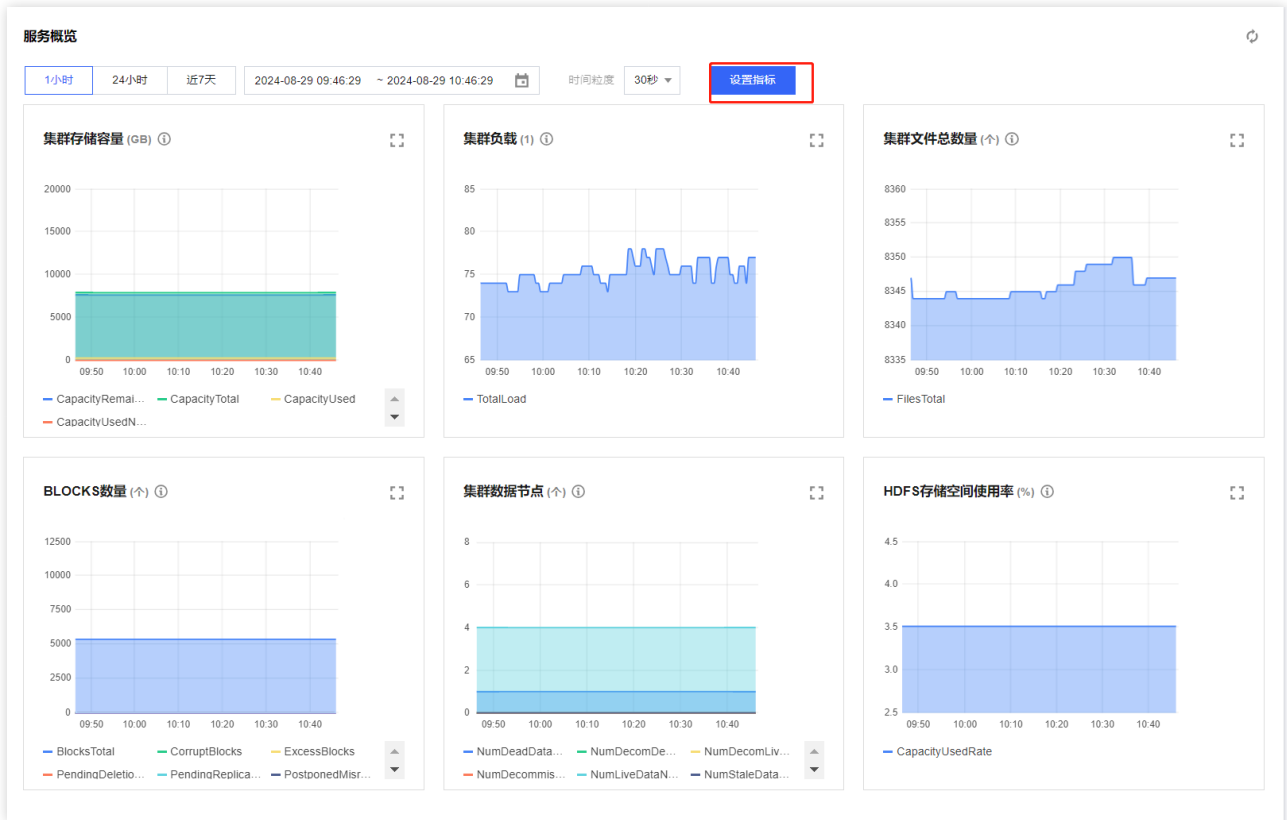 服务概览
1小时 24小时 近7天 2024-08-29 09:46:29 ~ 2024-08-29 10:46:29 时间粒度 30秒 设置指标
集群存储容量 (GB)
20000
15000
10000
5000
0
09:50 10:00 10:10 10:20 10:30 10:40
CapacityRemai... CapacityTotal CapacityUsed
CapacityUsedN...
集群负载 (1)
85
80
75
70
65
09:50 10:00 10:10 10:20 10:30 10:40
TotalLoad
集群文件总数量 (个)
8360
8355
8350
8345
8340
8335
09:50 10:00 10:10 10:20 10:30 10:40
FilesTotal
BLOCKS数量 (个)
12500
10000
7500
5000
2500
0
09:50 10:00 10:10 10:20 10:30 10:40
BlocksTotal CorruptBlocks ExcessBlocks
PendingDeletio... PendingReplica... PostponedMisr...
集群数据节点 (个)
8
6
4
2
0
09:50 10:00 10:10 10:20 10:30 10:40
NumDeadData... NumDecomDe... NumDecomLiv...
NumDecommis... NumLiveDataN... NumStaleData...
HDFS存储空间使用率 (%)
4.5
4.0
3.5
3.0
2.5
09:50 10:00 10:10 10:20 10:30 10:40
CapacityUsedRate